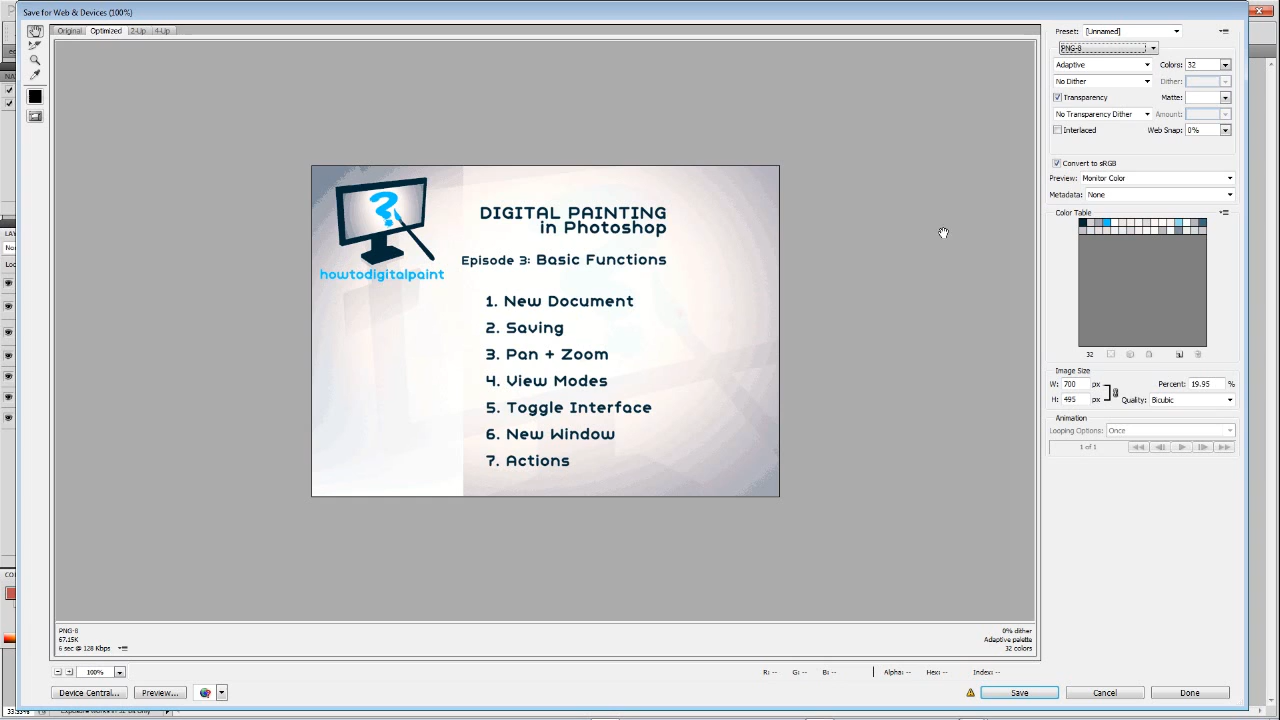 Save for Web & Devices (100%)
Original Optimized 2-Up 4-Up
Preset: [Unnamed]
PNG-8
Adaptive Colors: 32
No Dither Dither:
Transparency Matte:
No Transparency Dither Amount:
Interlaced Web Snap: 0%
Convert to sRGB
Preview: Monitor Color
Metadata: None
Color Table
32
Image Size
W: 700 px Percent: 19.95 %
H: 495 px Quality: Bicubic
Animation
Looping Options: Once
1 of 1
?
howtodigitalpaint
DIGITAL PAINTING
in Photoshop
Episode 3: Basic Functions
1. New Document
2. Saving
3. Pan + Zoom
4. View Modes
5. Toggle Interface
6. New Window
7. Actions
PNG-8
67.15K
6 sec @ 128 Kbps
0% dither
Adaptive palette
32 colors
100% R: -- G: -- B: -- Alpha: -- Hex: -- Index: --
Device Central... Preview... Save Cancel Done